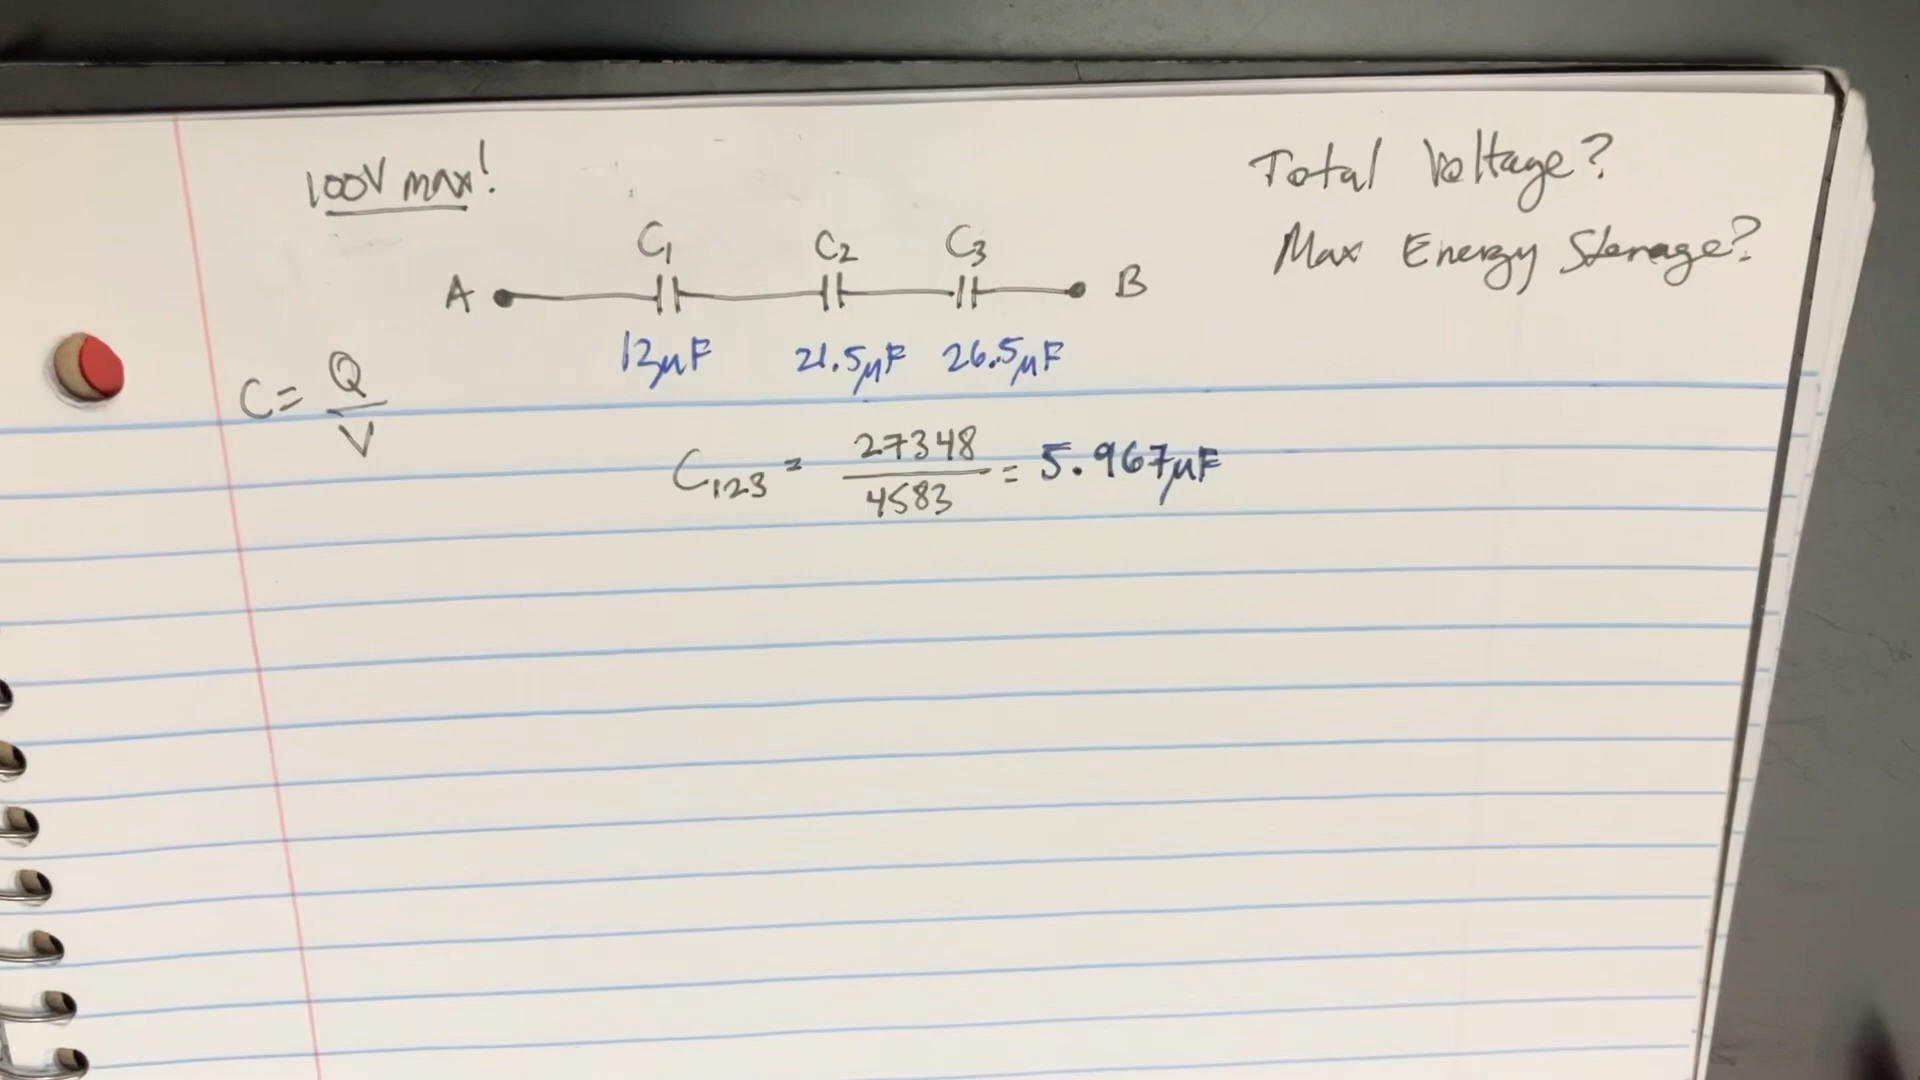 100V max!
Total Voltage?
Max Energy Storage?
C₁ C₂ C₃
A B
12μF 21.5μF 26.5μF
C = Q/V
C₁₂₃ = 27348/4583 = 5.967μF